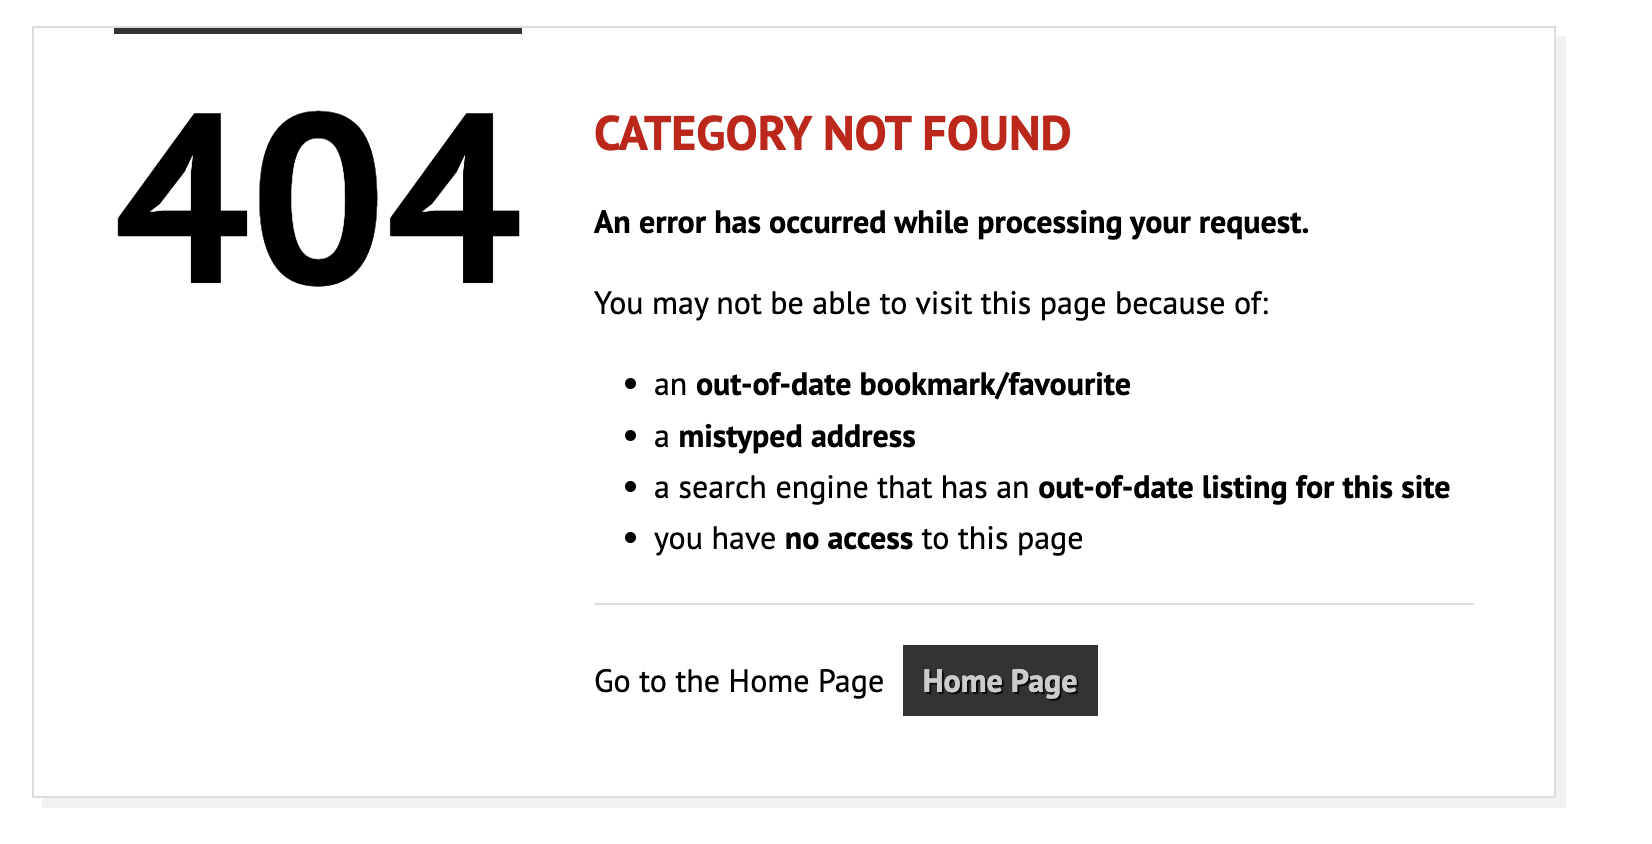 404
CATEGORY NOT FOUND
An error has occurred while processing your request.
You may not be able to visit this page because of:
• an out-of-date bookmark/favourite
• a mistyped address
• a search engine that has an out-of-date listing for this site
• you have no access to this page
Go to the Home Page Home Page